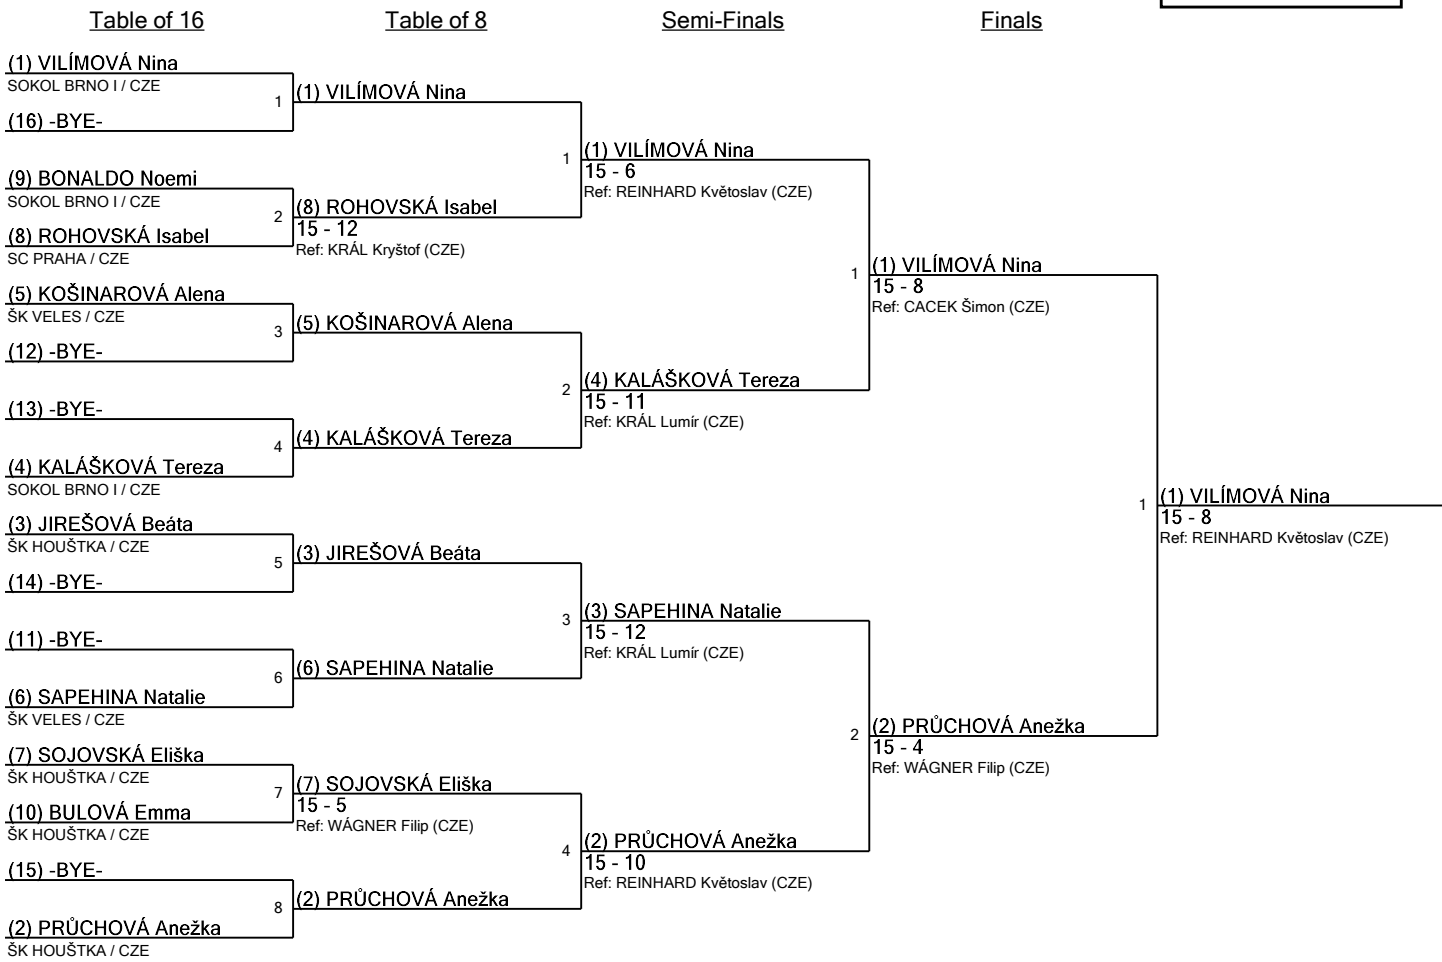 Table of 16
Table of 8
Semi-Finals
Finals
(1) VILÍMOVÁ Nina
SOKOL BRNO I / CZE
1
(16) -BYE-
(9) BONALDO Noemi
SOKOL BRNO I / CZE
2
(8) ROHOVSKÁ Isabel
SC PRAHA / CZE
(5) KOŠINAROVÁ Alena
ŠK VELES / CZE
3
(12) -BYE-
(13) -BYE-
4
(4) KALÁŠKOVÁ Tereza
SOKOL BRNO I / CZE
(3) JIREŠOVÁ Beáta
ŠK HOUŠTKA / CZE
5
(14) -BYE-
(11) -BYE-
6
(6) SAPEHINA Natalie
ŠK VELES / CZE
(7) SOJOVSKÁ Eliška
ŠK HOUŠTKA / CZE
7
(10) BULOVÁ Emma
ŠK HOUŠTKA / CZE
(15) -BYE-
8
(2) PRŮCHOVÁ Anežka
ŠK HOUŠTKA / CZE
(1) VILÍMOVÁ Nina
1
(8) ROHOVSKÁ Isabel
15 - 12
Ref: KRÁL Kryštof (CZE)
(5) KOŠINAROVÁ Alena
2
(4) KALÁŠKOVÁ Tereza
(3) JIREŠOVÁ Beáta
3
(6) SAPEHINA Natalie
(7) SOJOVSKÁ Eliška
15 - 5
Ref: WÁGNER Filip (CZE)
4
(2) PRŮCHOVÁ Anežka
(1) VILÍMOVÁ Nina
15 - 6
Ref: REINHARD Květoslav (CZE)
1
(4) KALÁŠKOVÁ Tereza
15 - 11
Ref: KRÁL Lumír (CZE)
(3) SAPEHINA Natalie
15 - 12
Ref: KRÁL Lumír (CZE)
2
(2) PRŮCHOVÁ Anežka
15 - 10
Ref: REINHARD Květoslav (CZE)
(1) VILÍMOVÁ Nina
15 - 8
Ref: CACEK Šimon (CZE)
1
(2) PRŮCHOVÁ Anežka
15 - 4
Ref: WÁGNER Filip (CZE)
(1) VILÍMOVÁ Nina
15 - 8
Ref: REINHARD Květoslav (CZE)